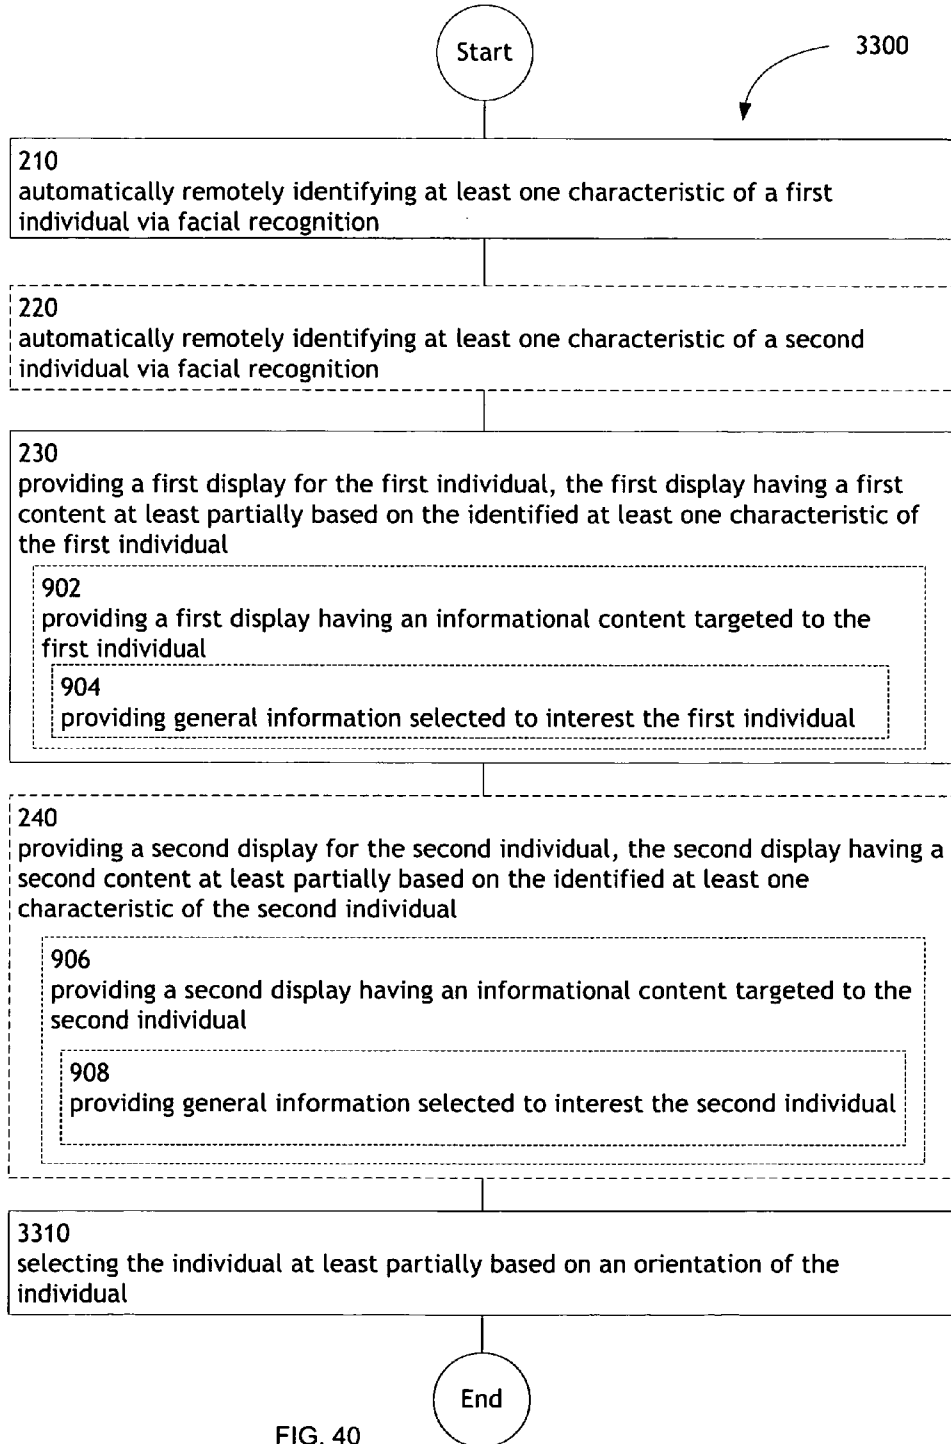 Start
3300
210
automatically remotely identifying at least one characteristic of a first
individual via facial recognition
220
automatically remotely identifying at least one characteristic of a second
individual via facial recognition
230
providing a first display for the first individual, the first display having a first
content at least partially based on the identified at least one characteristic of
the first individual
902
providing a first display having an informational content targeted to the
first individual
904
providing general information selected to interest the first individual
240
providing a second display for the second individual, the second display having a
second content at least partially based on the identified at least one
characteristic of the second individual
906
providing a second display having an informational content targeted to the
second individual
908
providing general information selected to interest the second individual
3310
selecting the individual at least partially based on an orientation of the
individual
End
FIG. 40